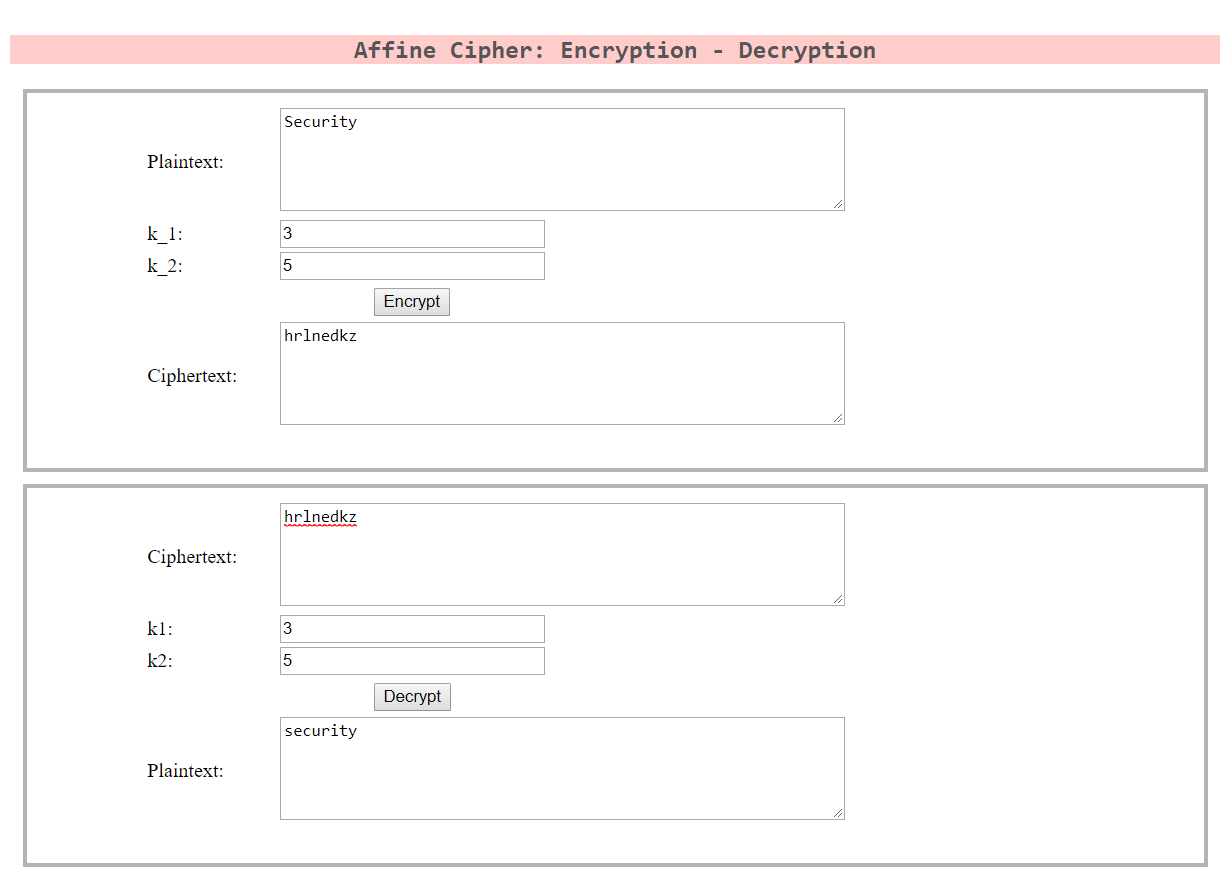 Affine Cipher: Encryption - Decryption
Security
Plaintext:
k_1:
3
k_2:
5
Encrypt
hrlnedkz
Ciphertext:
hrlnedkz
Ciphertext:
k1:
3
k2:
5
Decrypt
security
Plaintext: